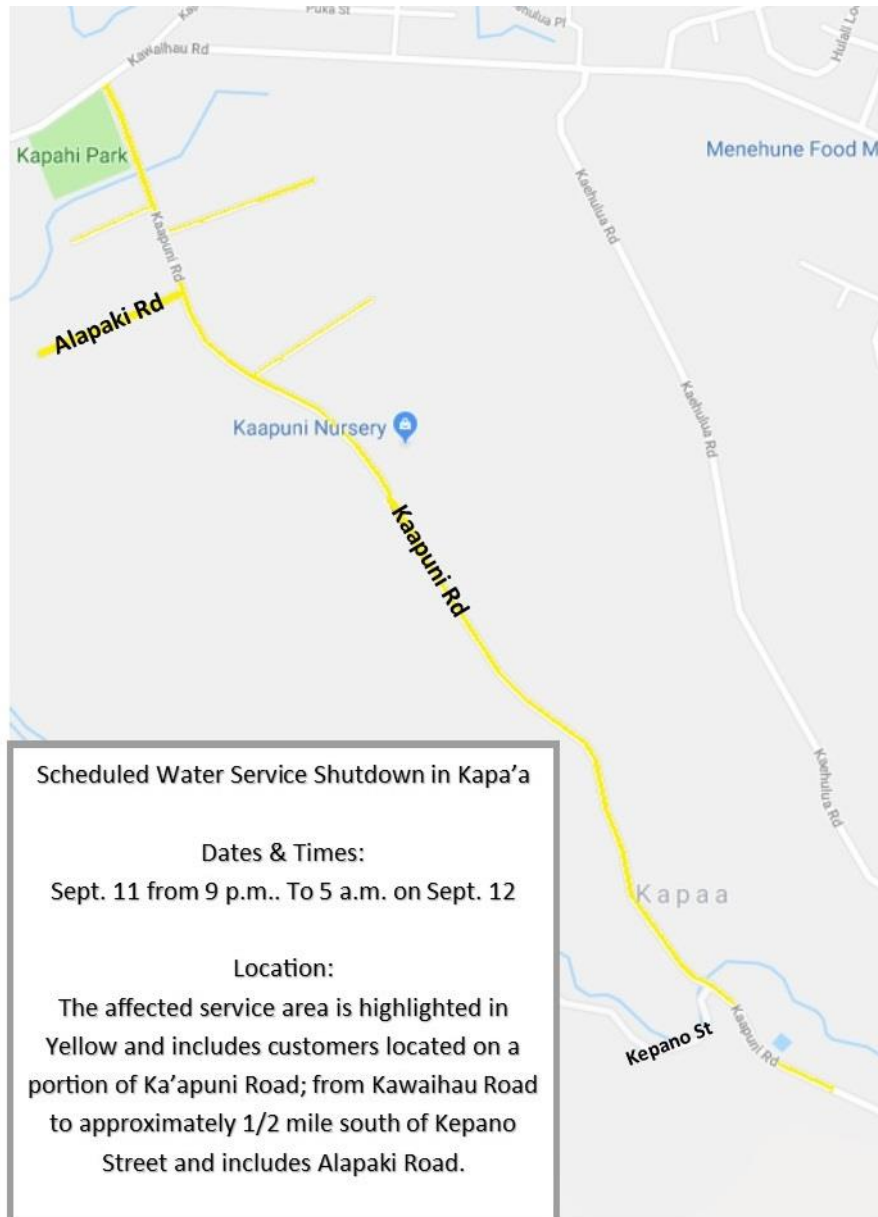 Puka St
Kawaihau Rd
Hulali Loo
Kapahi Park
Menehune Food M
Kaehulua Rd
Kaapuni Rd
Alapaki Rd
Kaehulua Rd
Kaapuni Nursery
Kaapuni Rd
Kaehulua Rd
Kapaa
Kepano St
Kaapuni Rd
Scheduled Water Service Shutdown in Kapa’a
Dates & Times:
Sept. 11 from 9 p.m.. To 5 a.m. on Sept. 12
Location:
The affected service area is highlighted in
Yellow and includes customers located on a
portion of Ka’apuni Road; from Kawaihau Road
to approximately 1/2 mile south of Kepano
Street and includes Alapaki Road.